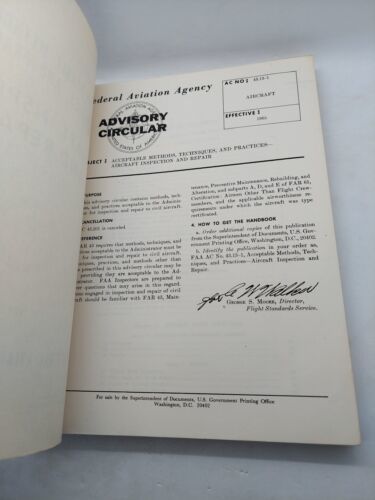 ederal Aviation Agency
AC NO: 43.13-1
AIRCRAFT
EFFECTIVE :
1965
ADVISORY
CIRCULAR
BJECT : ACCEPTABLE METHODS, TECHNIQUES, AND PRACTICES—
AIRCRAFT INSPECTION AND REPAIR
URPOSE
his advisory circular contains methods, tech-
and practices acceptable to the Administra-
for inspection and repair to civil aircraft.
ANCELLATION
is canceled.
EFERENCE
FAR 43 requires that methods, techniques, and
acceptable to the Administrator must be
for inspection and repair to civil aircraft.
practices, and methods other than
prescribed in this advisory circular may be
providing they are acceptable to the Ad-
FAA Inspectors are prepared to
questions that may arise in this regard.
engaged in inspection and repair of civil
should be familiar with FAR 43, Main-
tenance, Preventive Maintenance, Rebuilding, and
Alteration, and subparts A, D, and E of FAR 65,
Certification: Airmen Other Than Flight Crew-
members, and the applicable airworthiness re-
quirements under which the aircraft was type
certificated.
4. HOW TO GET THE HANDBOOK
a. Order additional copies of this publication
from the Superintendent of Documents, U.S. Gov-
ernment Printing Office, Washington, D.C., 20402.
b. Identify the publication in your order as,
FAA AC No. 43.13-1, Acceptable Methods, Tech-
niques, and Practices—Aircraft Inspection and
Repair.
GEORGE S. MOORE, Director,
Flight Standards Service.
For sale by the Superintendent of Documents, U.S. Government Printing Office
Washington, D.C. 20402